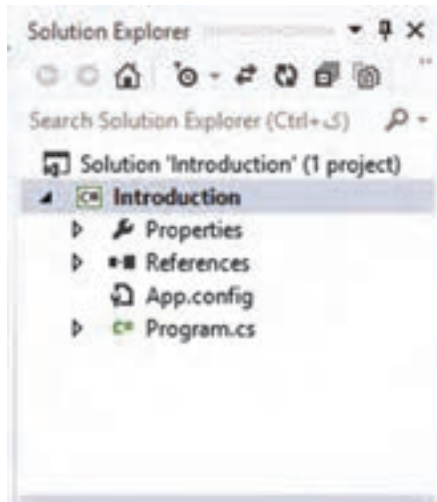 Solution Explorer
Search Solution Explorer (Ctrl+ک)
Solution 'Introduction' (1 project)
C# Introduction
Properties
References
App.config
C# Program.cs